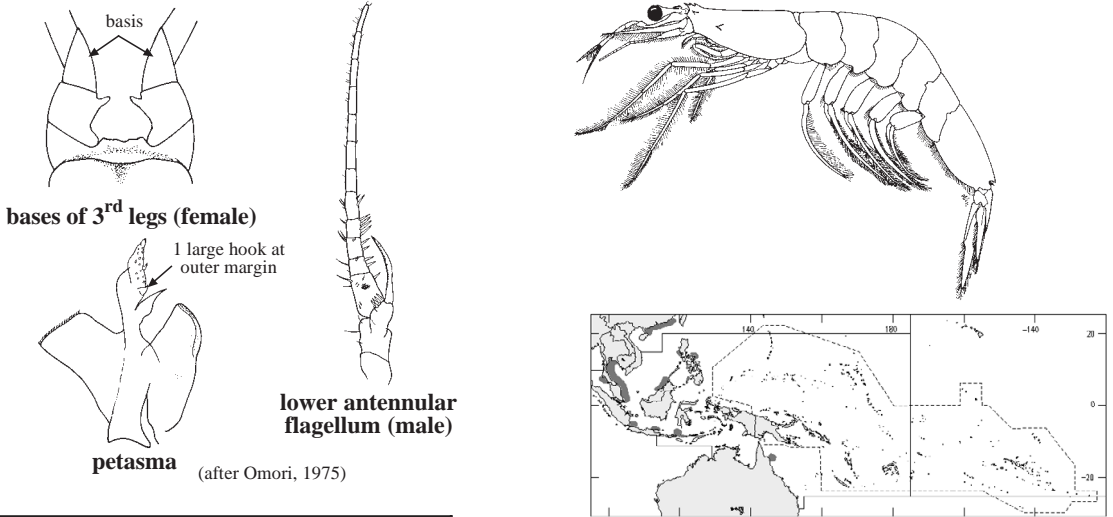 basis
bases of 3rd legs (female)
1 large hook at
outer margin
petasma
(after Omori, 1975)
lower antennular
flagellum (male)
140
180
-140
20
0
-20